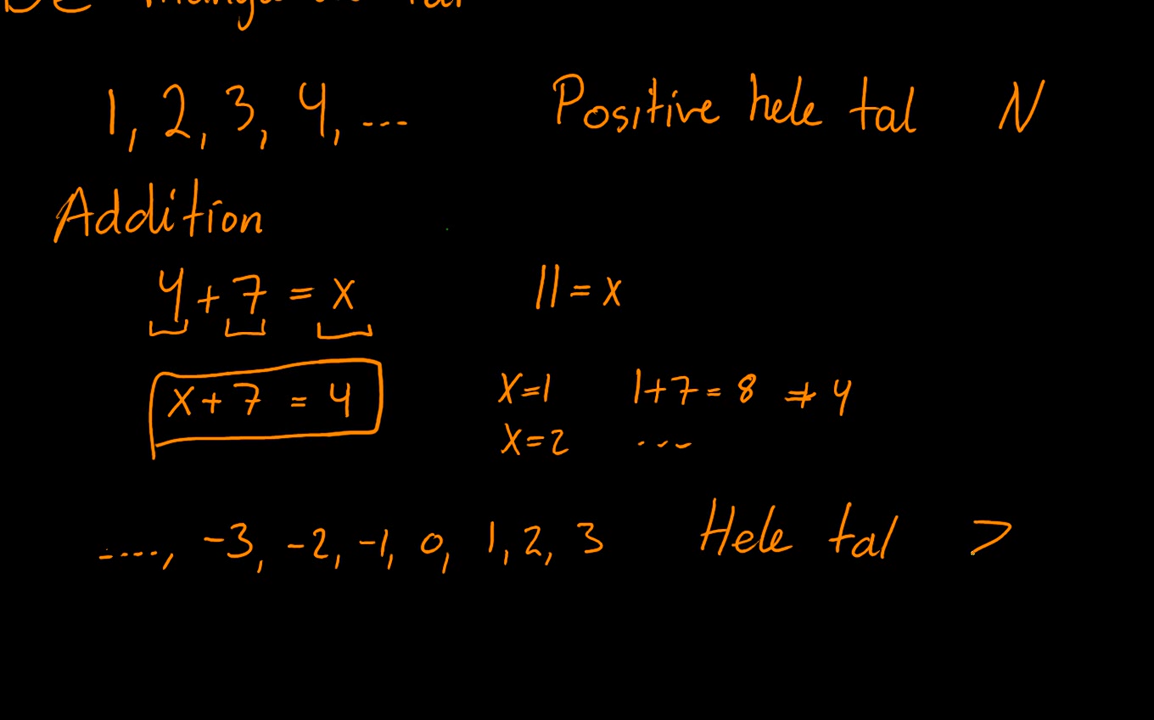 1, 2, 3, 4, ... Positive hele tal N
Addition
4 + 7 = x 11 = x
x + 7 = 4 x=1 1+7=8 ≠ 4
x=2 ...
...., -3, -2, -1, 0, 1, 2, 3 Hele tal